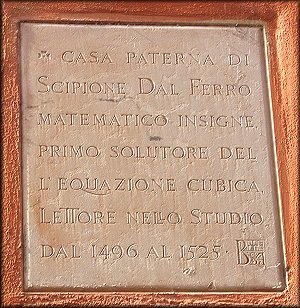 ✠ CASA PATERNA DI
SCIPIONE DAL FERRO
MATEMATICO INSIGNE,
PRIMO SOLUTORE DEL
L'EQUAZIONE CUBICA,
LETTORE NELLO STUDIO
DAL 1496 AL 1525·